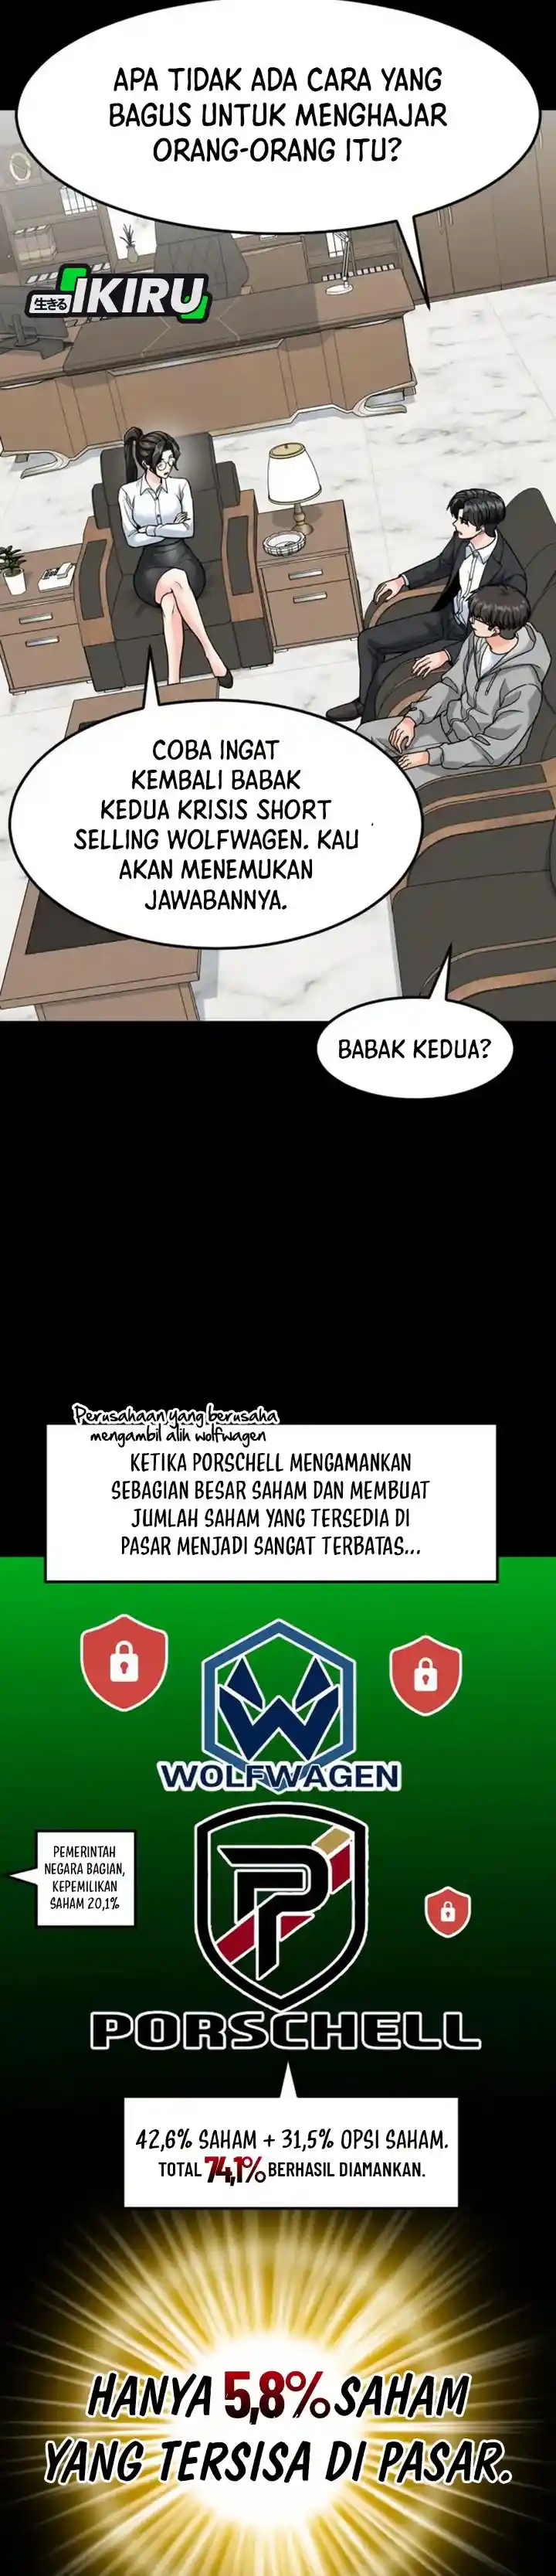 APA TIDAK ADA CARA YANG
BAGUS UNTUK MENGHAJAR
ORANG-ORANG ITU?
生きる IKIRU
COBA INGAT
KEMBALI BABAK
KEDUA KRISIS SHORT
SELLING WOLFWAGEN. KAU
AKAN MENEMUKAN
JAWABANNYA.
BABAK KEDUA?
Perusahaan yang berusaha
mengambil alih wolfwagen
KETIKA PORSCHELL MENGAMANKAN
SEBAGIAN BESAR SAHAM DAN MEMBUAT
JUMLAH SAHAM YANG TERSEDIA DI
PASAR MENJADI SANGAT TERBATAS...
WOLFWAGEN
PEMERINTAH
NEGARA BAGIAN,
KEPEMILIKAN
SAHAM 20,1%
PORSCHELL
42,6% SAHAM + 31,5% OPSI SAHAM.
TOTAL 74,1% BERHASIL DIAMANKAN.
HANYA 5,8% SAHAM
YANG TERSISA DI PASAR.